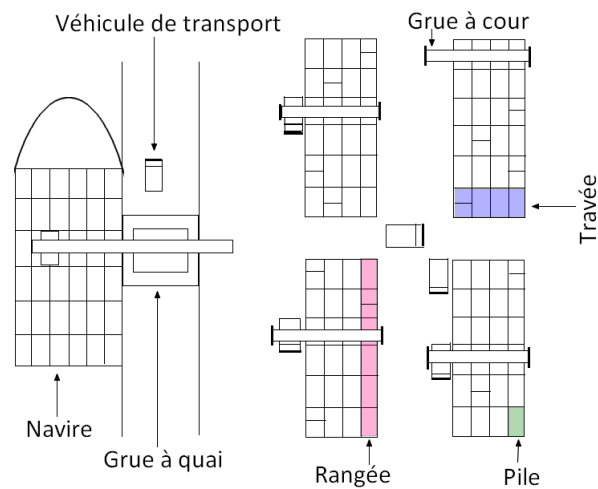 Véhicule de transport
Grue à cour
Travée
Navire
Grue à quai
Rangée
Pile